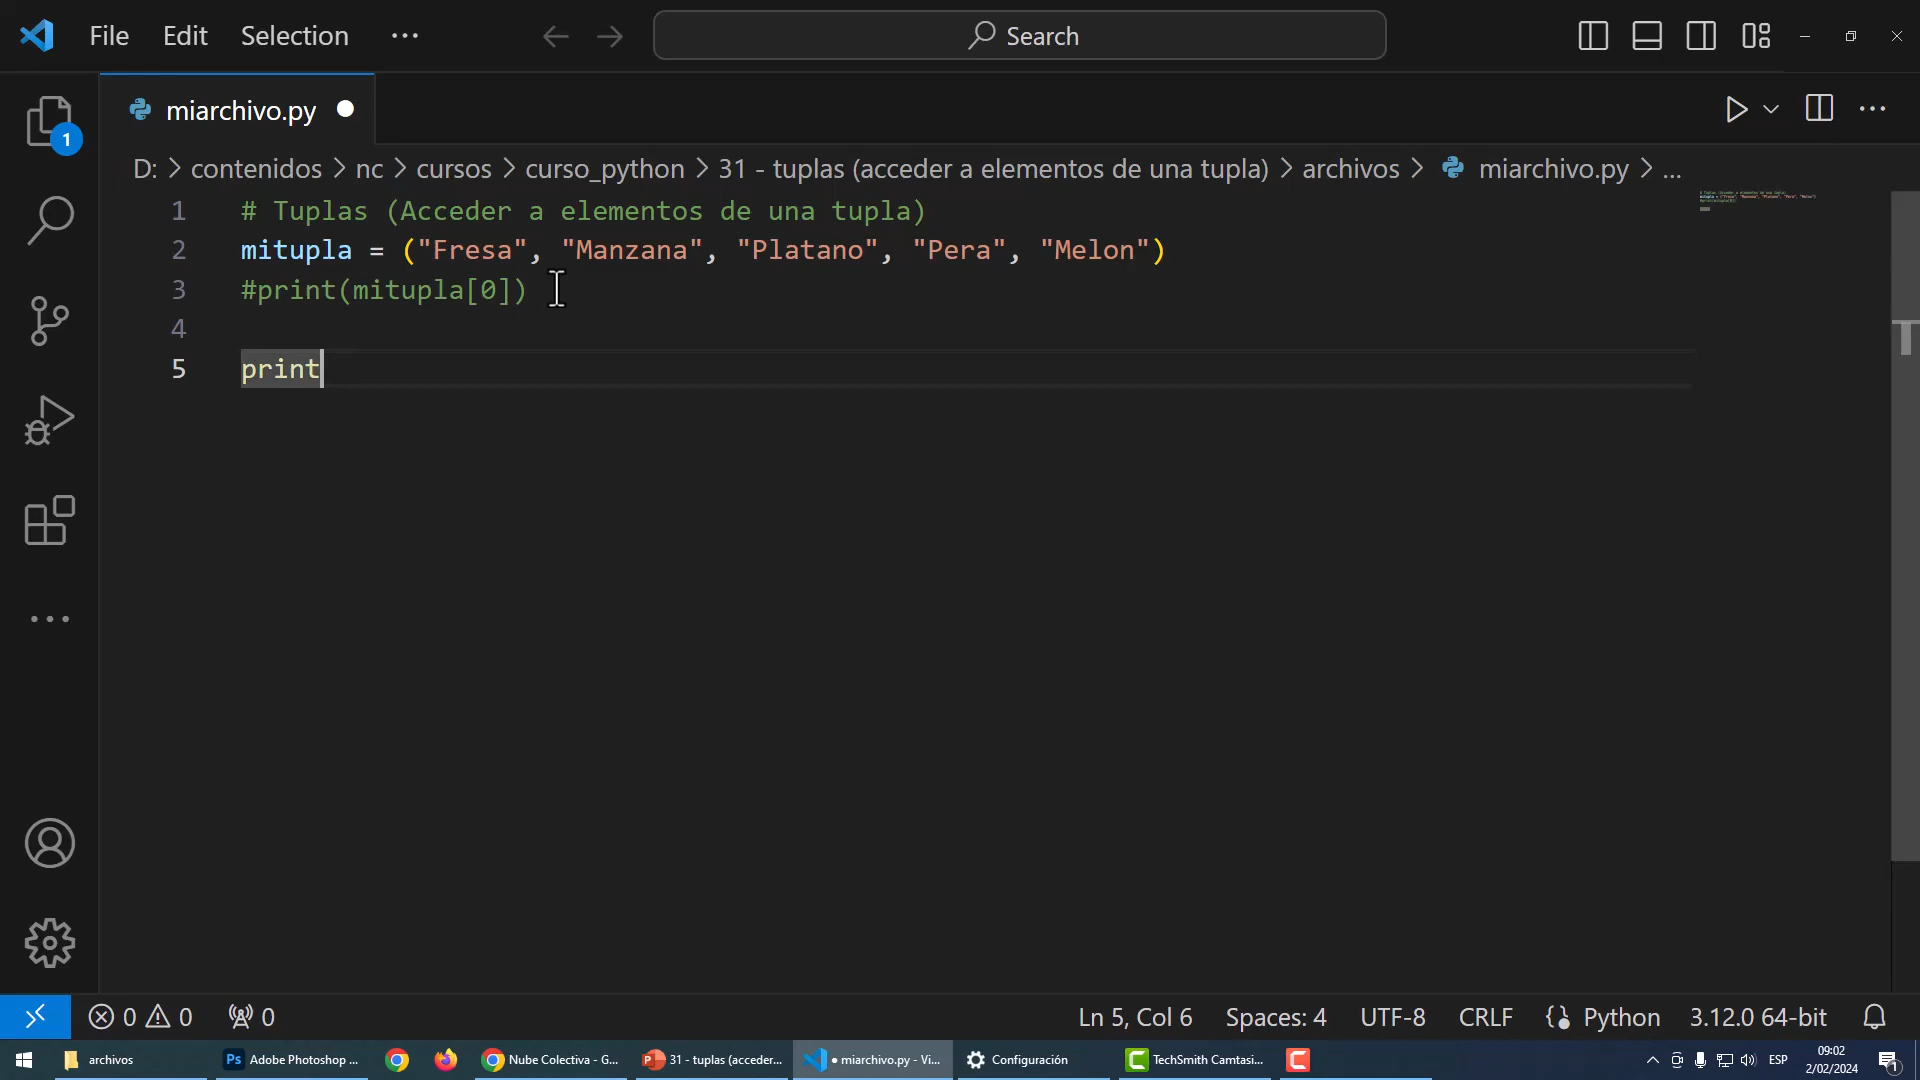 File Edit Selection ... Search
miarchivo.py
D: > contenidos > nc > cursos > curso_python > 31 - tuplas (acceder a elementos de una tupla) > archivos > miarchivo.py > ...
1 # Tuplas (Acceder a elementos de una tupla)
2 mitupla = ("Fresa", "Manzana", "Platano", "Pera", "Melon")
3 #print(mitupla[0])
4
5 print
1
0 0 0 Ln 5, Col 6 Spaces: 4 UTF-8 CRLF Python 3.12.0 64-bit
archivos Ps Adobe Photoshop ... Nube Colectiva - G... 31 - tuplas (acceder... ● miarchivo.py - Vi... Configuración TechSmith Camtasi... ESP 09:02
2/02/2024 1